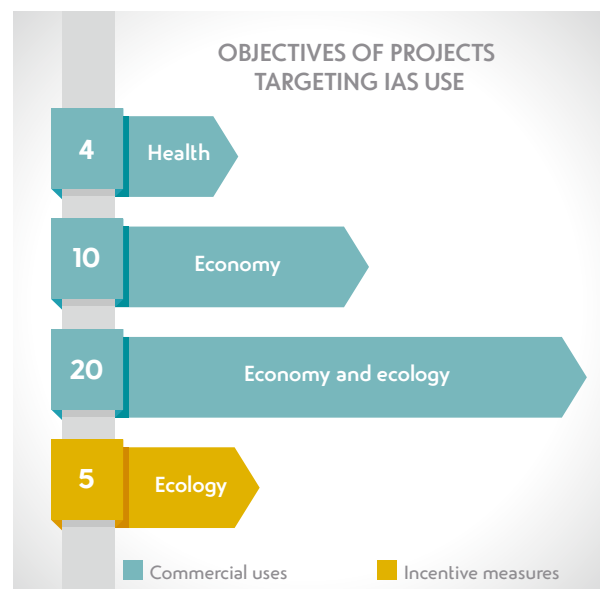 OBJECTIVES OF PROJECTS
TARGETING IAS USE
4 Health
10 Economy
20 Economy and ecology
5 Ecology
Commercial uses Incentive measures